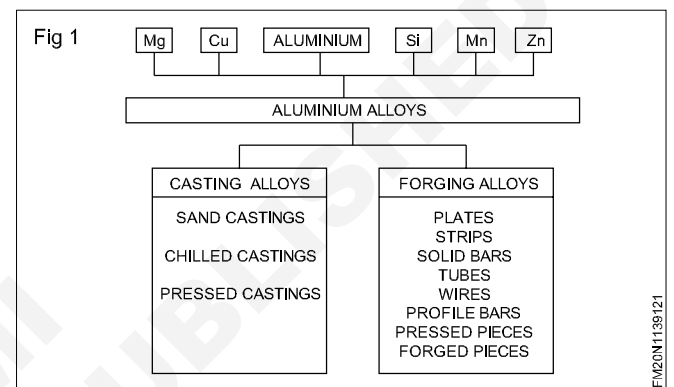 Fig 1
Mg Cu ALUMINIUM Si Mn Zn
ALUMINIUM ALLOYS
CASTING ALLOYS
SAND CASTINGS
CHILLED CASTINGS
PRESSED CASTINGS
FORGING ALLOYS
PLATES
STRIPS
SOLID BARS
TUBES
WIRES
PROFILE BARS
PRESSED PIECES
FORGED PIECES
FM20N1139121